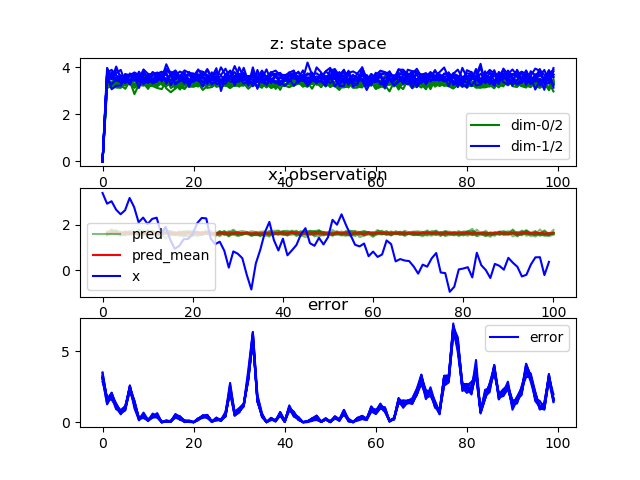 z: state space
4
2
0
dim-0/2
dim-1/2
0 20 40 60 80 100
x: observation
2
0
pred
pred_mean
x
0 20 40 60 80 100
error
5
0
error
0 20 40 60 80 100